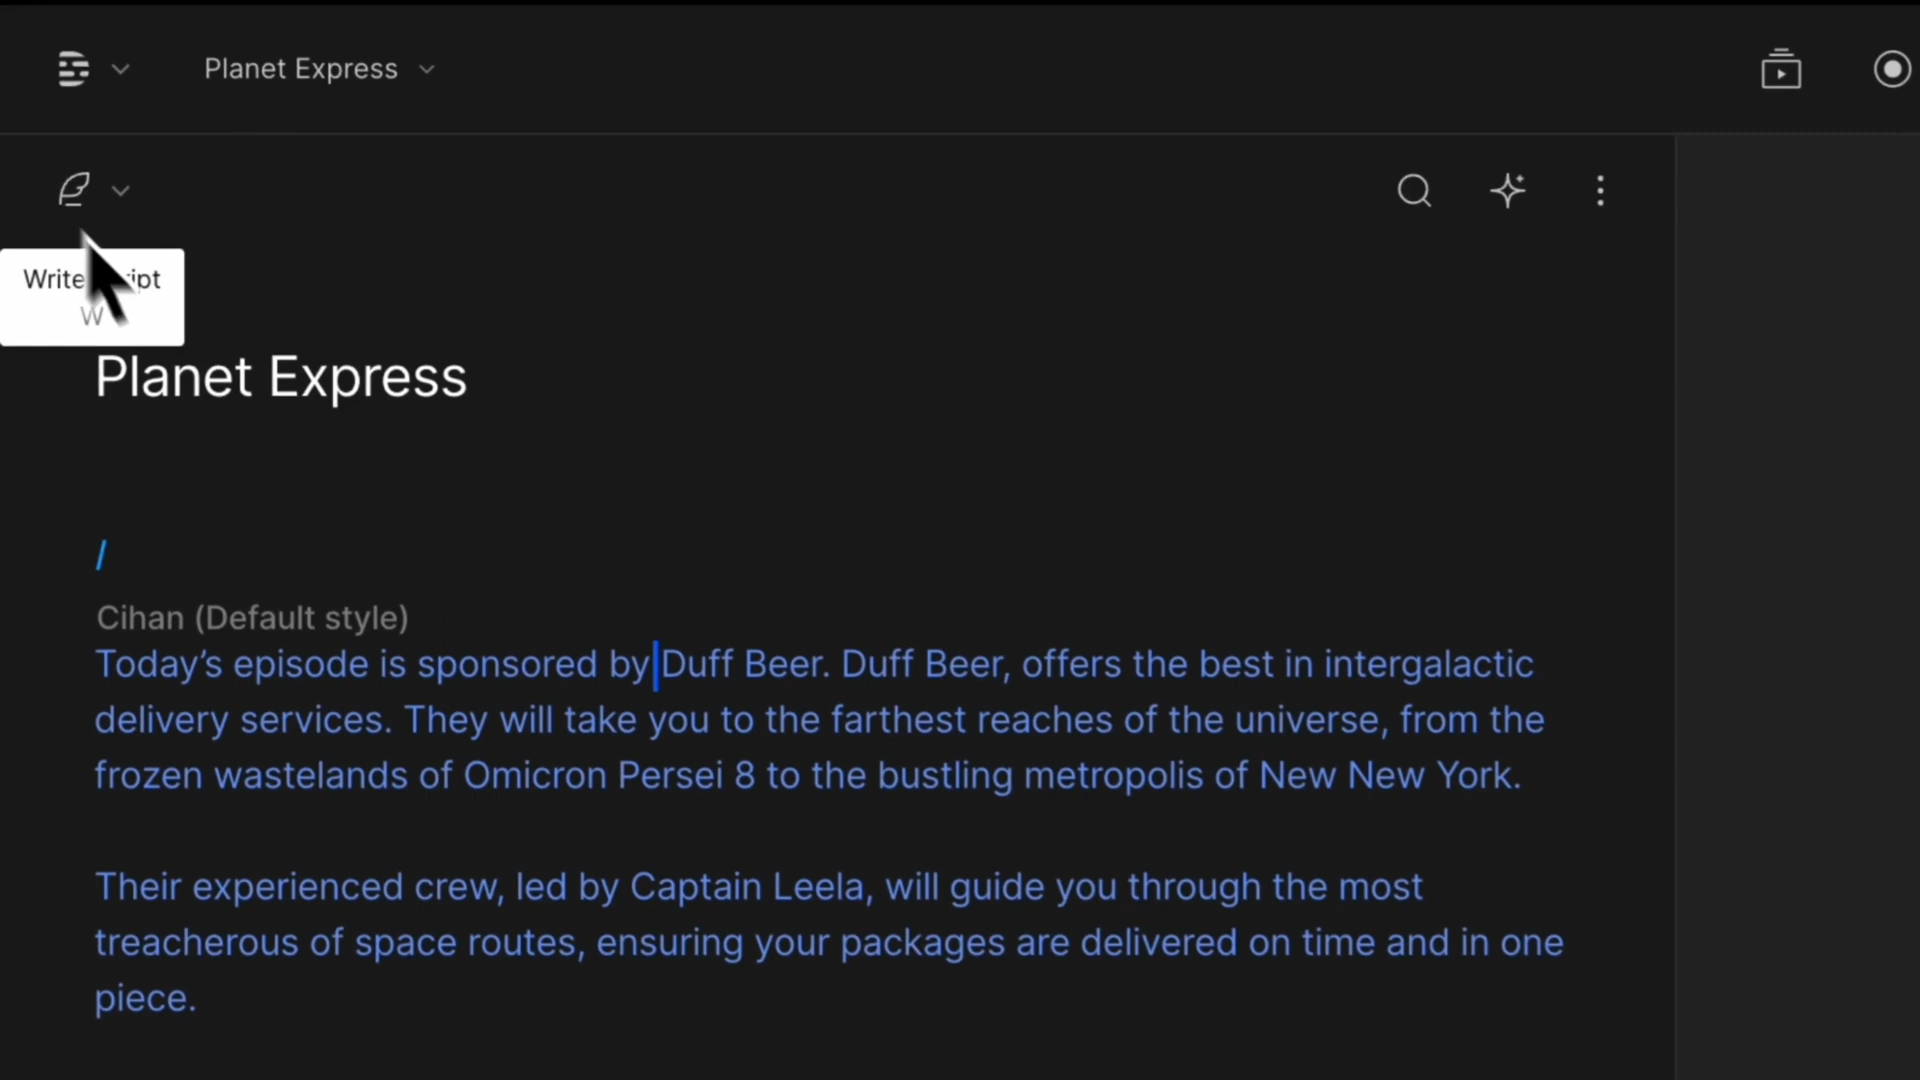 Planet Express
Write
W
Planet Express
/
Cihan (Default style)
Today's episode is sponsored by Duff Beer. Duff Beer, offers the best in intergalactic
delivery services. They will take you to the farthest reaches of the universe, from the
frozen wastelands of Omicron Persei 8 to the bustling metropolis of New New York.
Their experienced crew, led by Captain Leela, will guide you through the most
treacherous of space routes, ensuring your packages are delivered on time and in one
piece.